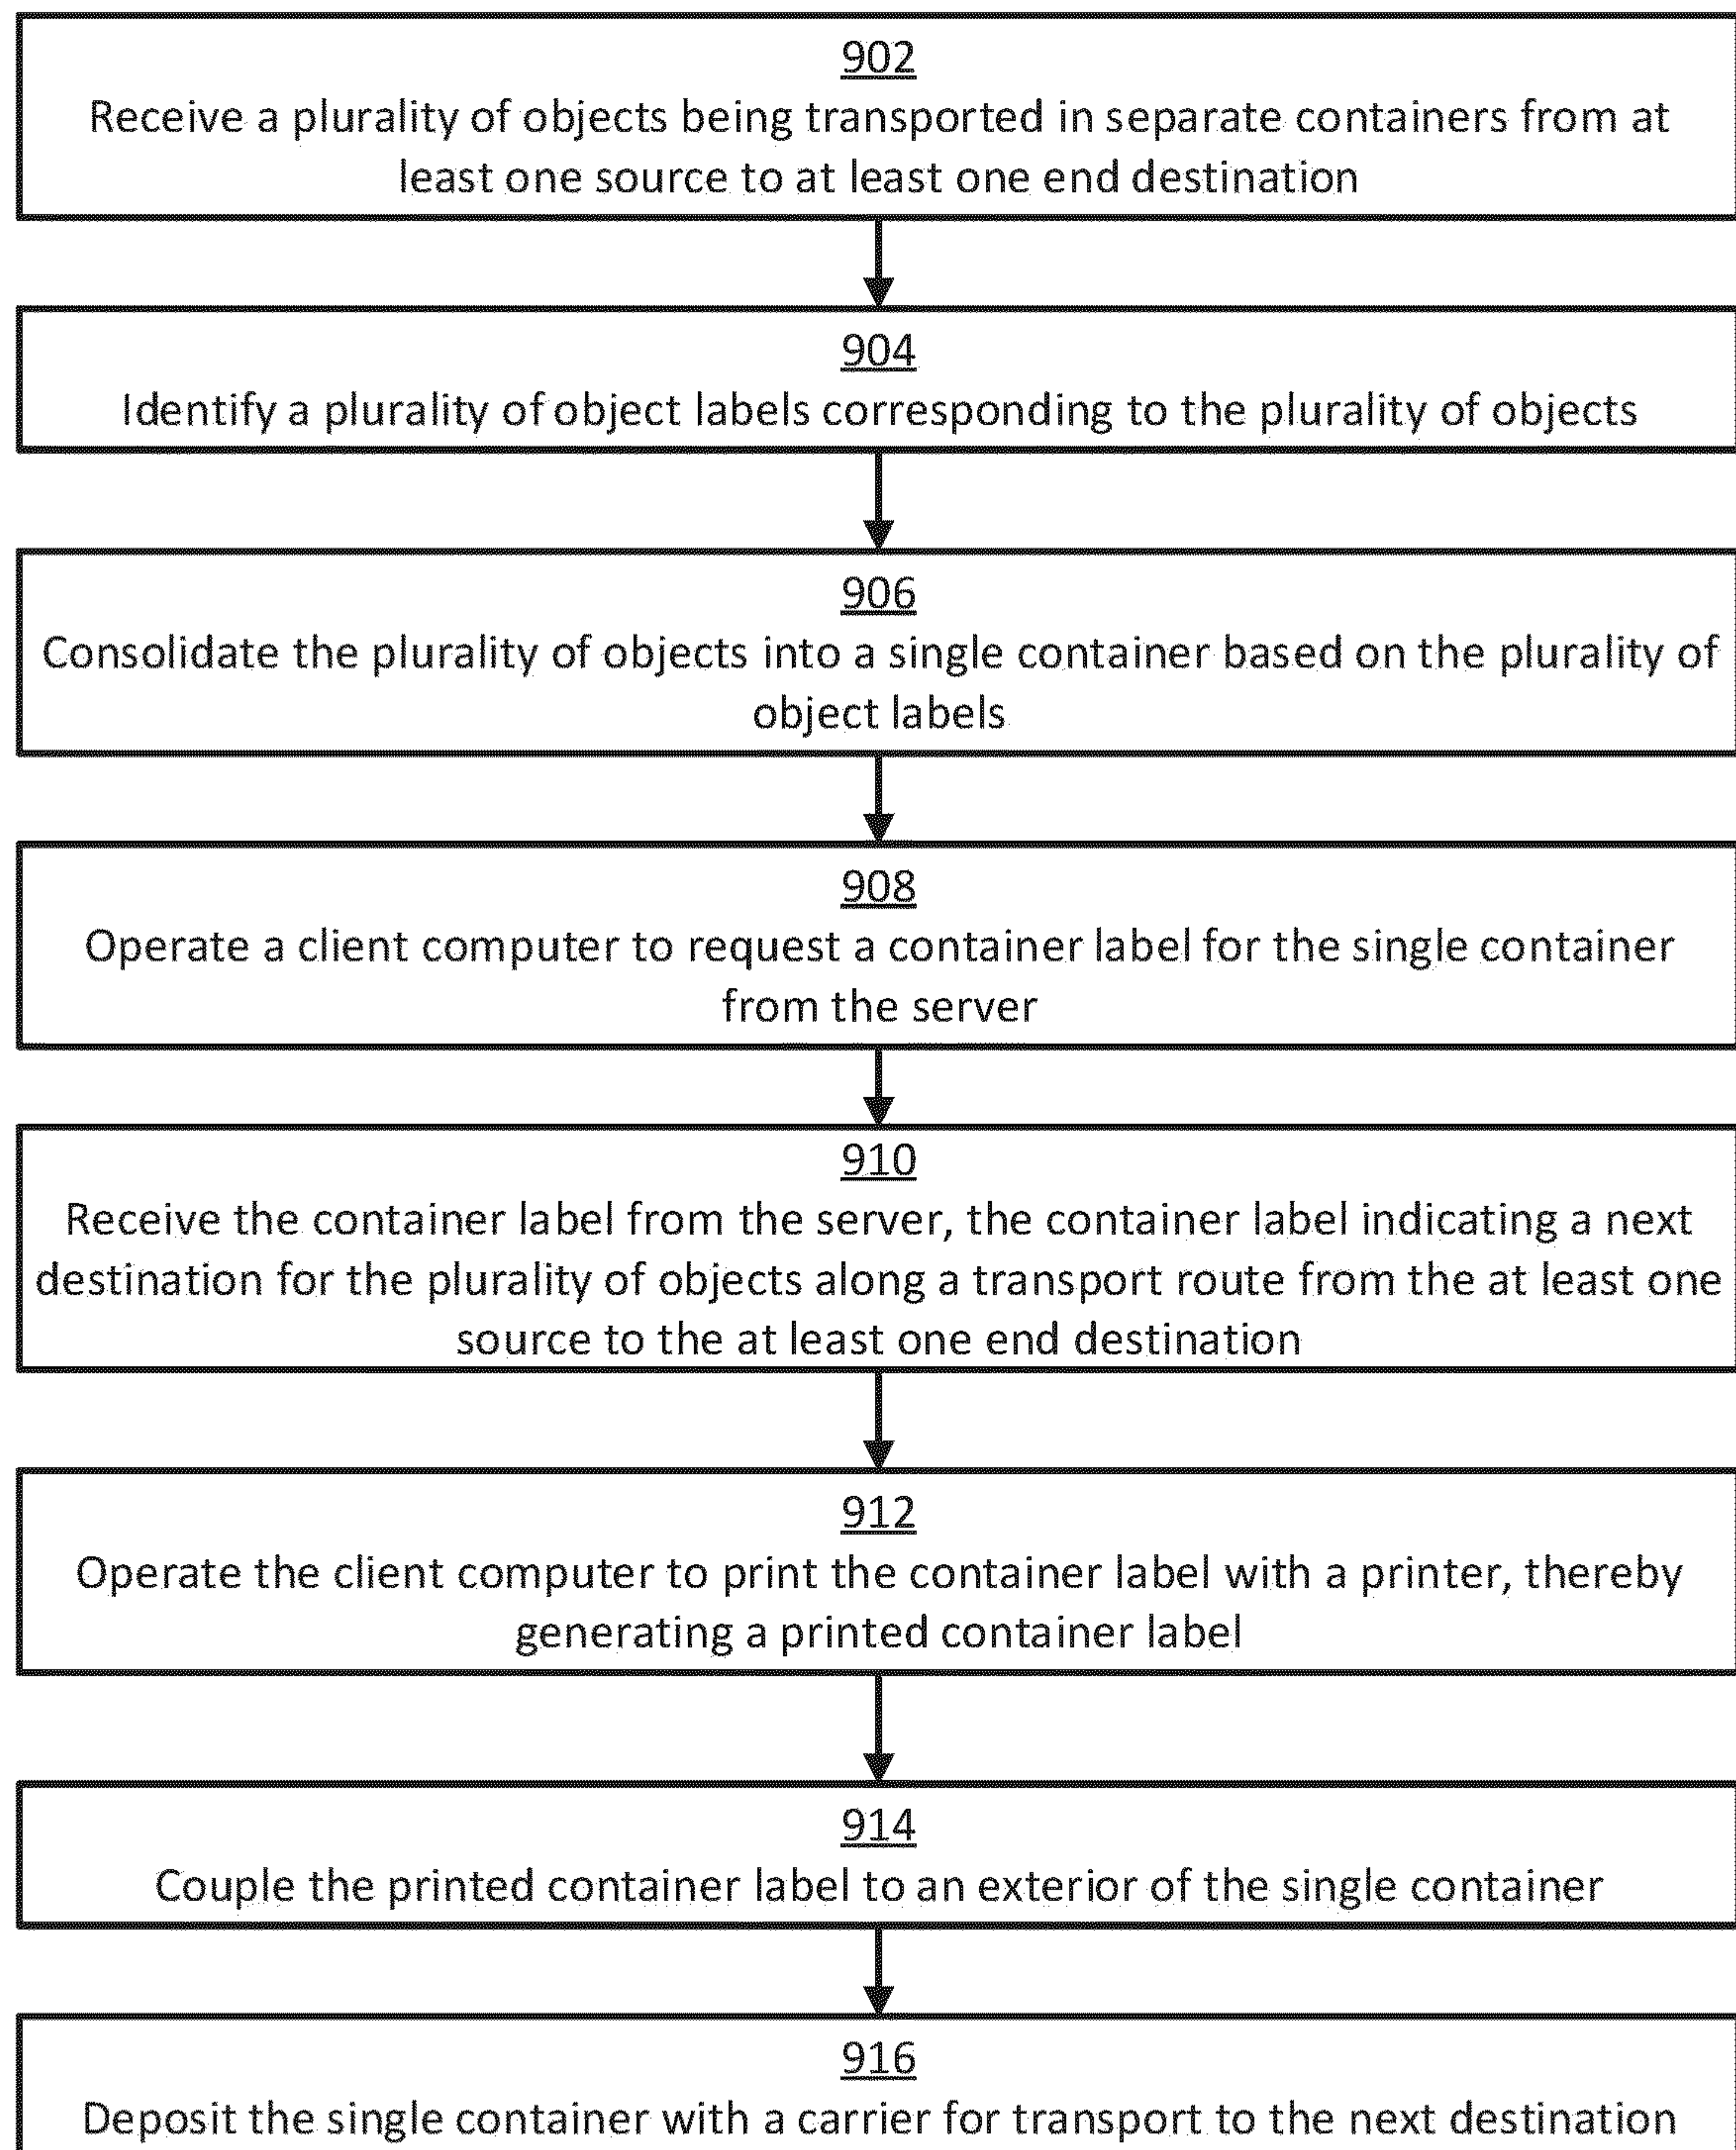 902
Receive a plurality of objects being transported in separate containers from at
least one source to at least one end destination
904
Identify a plurality of object labels corresponding to the plurality of objects
906
Consolidate the plurality of objects into a single container based on the plurality of
object labels
908
Operate a client computer to request a container label for the single container
from the server
910
Receive the container label from the server, the container label indicating a next
destination for the plurality of objects along a transport route from the at least one
source to the at least one end destination
912
Operate the client computer to print the container label with a printer, thereby
generating a printed container label
914
Couple the printed container label to an exterior of the single container
916
Deposit the single container with a carrier for transport to the next destination